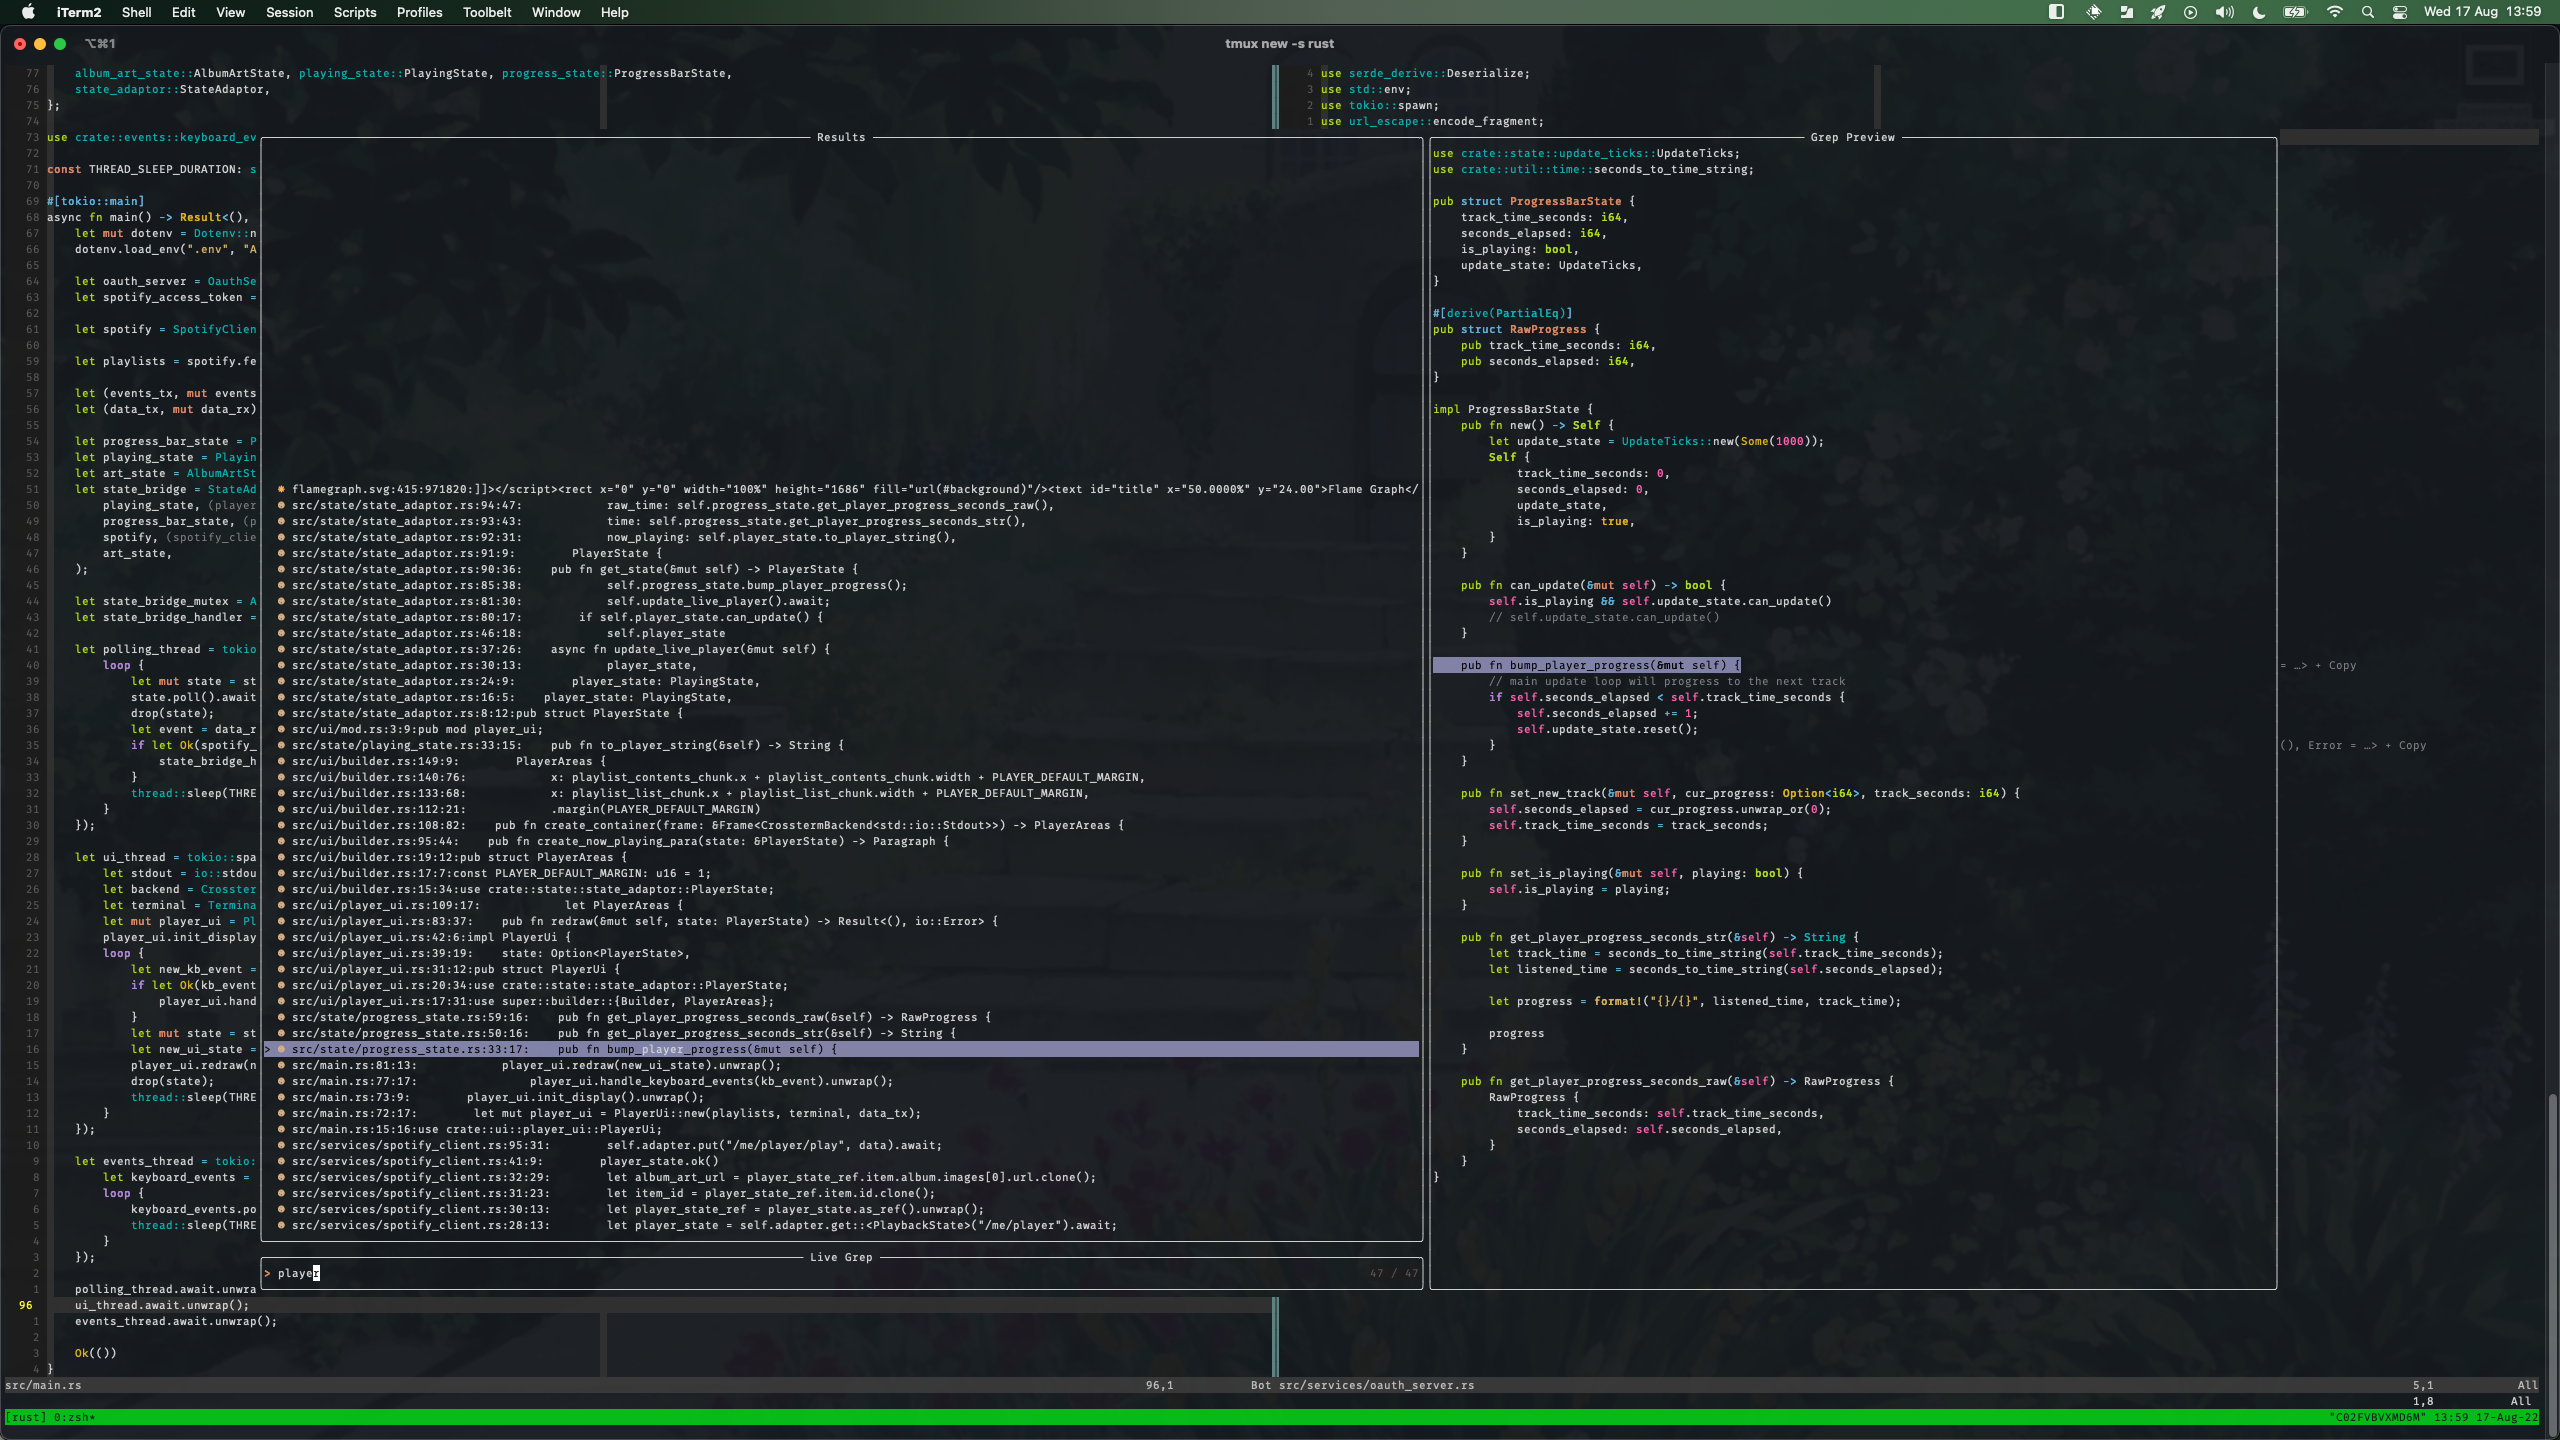 iTerm2 Shell Edit View Session Scripts Profiles Toolbelt Window Help
Wed 17 Aug 13:59
⌥⌘1
tmux new -s rust
77 album_art_state::AlbumArtState, playing_state::PlayingState, progress_state::ProgressBarState,
76 state_adaptor::StateAdaptor,
75 };
74
73 use crate::events::keyboard_ev
72
71 const THREAD_SLEEP_DURATION: s
70
69 #[tokio::main]
68 async fn main() -> Result<(),
67 let mut dotenv = Dotenv::n
66 dotenv.load_env(".env", "A
65
64 let oauth_server = OauthSe
63 let spotify_access_token =
62
61 let spotify = SpotifyClien
60
59 let playlists = spotify.fe
58
57 let (events_tx, mut events
56 let (data_tx, mut data_rx)
55
54 let progress_bar_state = P
53 let playing_state = Playin
52 let art_state = AlbumArtSt
51 let state_bridge = StateAd
50 playing_state, (player
49 progress_bar_state, (p
48 spotify, (spotify_clie
47 art_state,
46 );
45
44 let state_bridge_mutex = A
43 let state_bridge_handler =
42
41 let polling_thread = tokio
40 loop {
39 let mut state = st
38 state.poll().await
37 drop(state);
36 let event = data_r
35 if let Ok(spotify_
34 state_bridge_h
33 }
32 thread::sleep(THRE
31 }
30 });
29
28 let ui_thread = tokio::spa
27 let stdout = io::stdou
26 let backend = Crosster
25 let terminal = Termina
24 let mut player_ui = Pl
23 player_ui.init_display
22 loop {
21 let new_kb_event =
20 if let Ok(kb_event
19 player_ui.hand
18 }
17 let mut state = st
16 let new_ui_state =
15 player_ui.redraw(n
14 drop(state);
13 thread::sleep(THRE
12 }
11 });
10
9 let events_thread = tokio:
8 let keyboard_events =
7 loop {
6 keyboard_events.po
5 thread::sleep(THRE
4 }
3 });
2
1 polling_thread.await.unwra
96 ui_thread.await.unwrap();
1 events_thread.await.unwrap();
2
3 Ok(())
4 }
4 use serde_derive::Deserialize;
3 use std::env;
2 use tokio::spawn;
1 use url_escape::encode_fragment;
Results
flamegraph.svg:415:971820:]]></script><rect x="0" y="0" width="100%" height="1686" fill="url(#background)"/><text id="title" x="50.0000%" y="24.00">Flame Graph</
src/state/state_adaptor.rs:94:47: raw_time: self.progress_state.get_player_progress_seconds_raw(),
src/state/state_adaptor.rs:93:43: time: self.progress_state.get_player_progress_seconds_str(),
src/state/state_adaptor.rs:92:31: now_playing: self.player_state.to_player_string(),
src/state/state_adaptor.rs:91:9: PlayerState {
src/state/state_adaptor.rs:90:36: pub fn get_state(&mut self) -> PlayerState {
src/state/state_adaptor.rs:85:38: self.progress_state.bump_player_progress();
src/state/state_adaptor.rs:81:30: self.update_live_player().await;
src/state/state_adaptor.rs:80:17: if self.player_state.can_update() {
src/state/state_adaptor.rs:46:18: self.player_state
src/state/state_adaptor.rs:37:26: async fn update_live_player(&mut self) {
src/state/state_adaptor.rs:30:13: player_state,
src/state/state_adaptor.rs:24:9: player_state: PlayingState,
src/state/state_adaptor.rs:16:5: player_state: PlayingState,
src/state/state_adaptor.rs:8:12:pub struct PlayerState {
src/ui/mod.rs:3:9:pub mod player_ui;
src/state/playing_state.rs:33:15: pub fn to_player_string(&self) -> String {
src/ui/builder.rs:149:9: PlayerAreas {
src/ui/builder.rs:140:76: x: playlist_contents_chunk.x + playlist_contents_chunk.width + PLAYER_DEFAULT_MARGIN,
src/ui/builder.rs:133:68: x: playlist_list_chunk.x + playlist_list_chunk.width + PLAYER_DEFAULT_MARGIN,
src/ui/builder.rs:112:21: .margin(PLAYER_DEFAULT_MARGIN)
src/ui/builder.rs:108:82: pub fn create_container(frame: &Frame<CrosstermBackend<std::io::Stdout>>) -> PlayerAreas {
src/ui/builder.rs:95:44: pub fn create_now_playing_para(state: &PlayerState) -> Paragraph {
src/ui/builder.rs:19:12:pub struct PlayerAreas {
src/ui/builder.rs:17:7:const PLAYER_DEFAULT_MARGIN: u16 = 1;
src/ui/builder.rs:15:34:use crate::state::state_adaptor::PlayerState;
src/ui/player_ui.rs:109:17: let PlayerAreas {
src/ui/player_ui.rs:83:37: pub fn redraw(&mut self, state: PlayerState) -> Result<(), io::Error> {
src/ui/player_ui.rs:42:6:impl PlayerUi {
src/ui/player_ui.rs:39:19: state: Option<PlayerState>,
src/ui/player_ui.rs:31:12:pub struct PlayerUi {
src/ui/player_ui.rs:20:34:use crate::state::state_adaptor::PlayerState;
src/ui/player_ui.rs:17:31:use super::builder::{Builder, PlayerAreas};
src/state/progress_state.rs:59:16: pub fn get_player_progress_seconds_raw(&self) -> RawProgress {
src/state/progress_state.rs:50:16: pub fn get_player_progress_seconds_str(&self) -> String {
> src/state/progress_state.rs:33:17: pub fn bump_player_progress(&mut self) {
src/main.rs:81:13: player_ui.redraw(new_ui_state).unwrap();
src/main.rs:77:17: player_ui.handle_keyboard_events(kb_event).unwrap();
src/main.rs:73:9: player_ui.init_display().unwrap();
src/main.rs:72:17: let mut player_ui = PlayerUi::new(playlists, terminal, data_tx);
src/main.rs:15:16:use crate::ui::player_ui::PlayerUi;
src/services/spotify_client.rs:95:31: self.adapter.put("/me/player/play", data).await;
src/services/spotify_client.rs:41:9: player_state.ok()
src/services/spotify_client.rs:32:29: let album_art_url = player_state_ref.item.album.images[0].url.clone();
src/services/spotify_client.rs:31:23: let item_id = player_state_ref.item.id.clone();
src/services/spotify_client.rs:30:13: let player_state_ref = player_state.as_ref().unwrap();
src/services/spotify_client.rs:28:13: let player_state = self.adapter.get::<PlaybackState>("/me/player").await;
Live Grep
> player
47 / 47
Grep Preview
use crate::state::update_ticks::UpdateTicks;
use crate::util::time::seconds_to_time_string;
pub struct ProgressBarState {
track_time_seconds: i64,
seconds_elapsed: i64,
is_playing: bool,
update_state: UpdateTicks,
}
#[derive(PartialEq)]
pub struct RawProgress {
pub track_time_seconds: i64,
pub seconds_elapsed: i64,
}
impl ProgressBarState {
pub fn new() -> Self {
let update_state = UpdateTicks::new(Some(1000));
Self {
track_time_seconds: 0,
seconds_elapsed: 0,
update_state,
is_playing: true,
}
}
pub fn can_update(&mut self) -> bool {
self.is_playing && self.update_state.can_update()
// self.update_state.can_update()
}
pub fn bump_player_progress(&mut self) {
// main update loop will progress to the next track
if self.seconds_elapsed < self.track_time_seconds {
self.seconds_elapsed += 1;
self.update_state.reset();
}
}
pub fn set_new_track(&mut self, cur_progress: Option<i64>, track_seconds: i64) {
self.seconds_elapsed = cur_progress.unwrap_or(0);
self.track_time_seconds = track_seconds;
}
pub fn set_is_playing(&mut self, playing: bool) {
self.is_playing = playing;
}
pub fn get_player_progress_seconds_str(&self) -> String {
let track_time = seconds_to_time_string(self.track_time_seconds);
let listened_time = seconds_to_time_string(self.seconds_elapsed);
let progress = format!("{}/{}", listened_time, track_time);
progress
}
pub fn get_player_progress_seconds_raw(&self) -> RawProgress {
RawProgress {
track_time_seconds: self.track_time_seconds,
seconds_elapsed: self.seconds_elapsed,
}
}
}
= …> + Copy
(), Error = …> + Copy
src/main.rs 96,1 Bot src/services/oauth_server.rs 5,1 All
1,8 All
[rust] 0:zsh* "C02FVBVXMD6M" 13:59 17-Aug-22